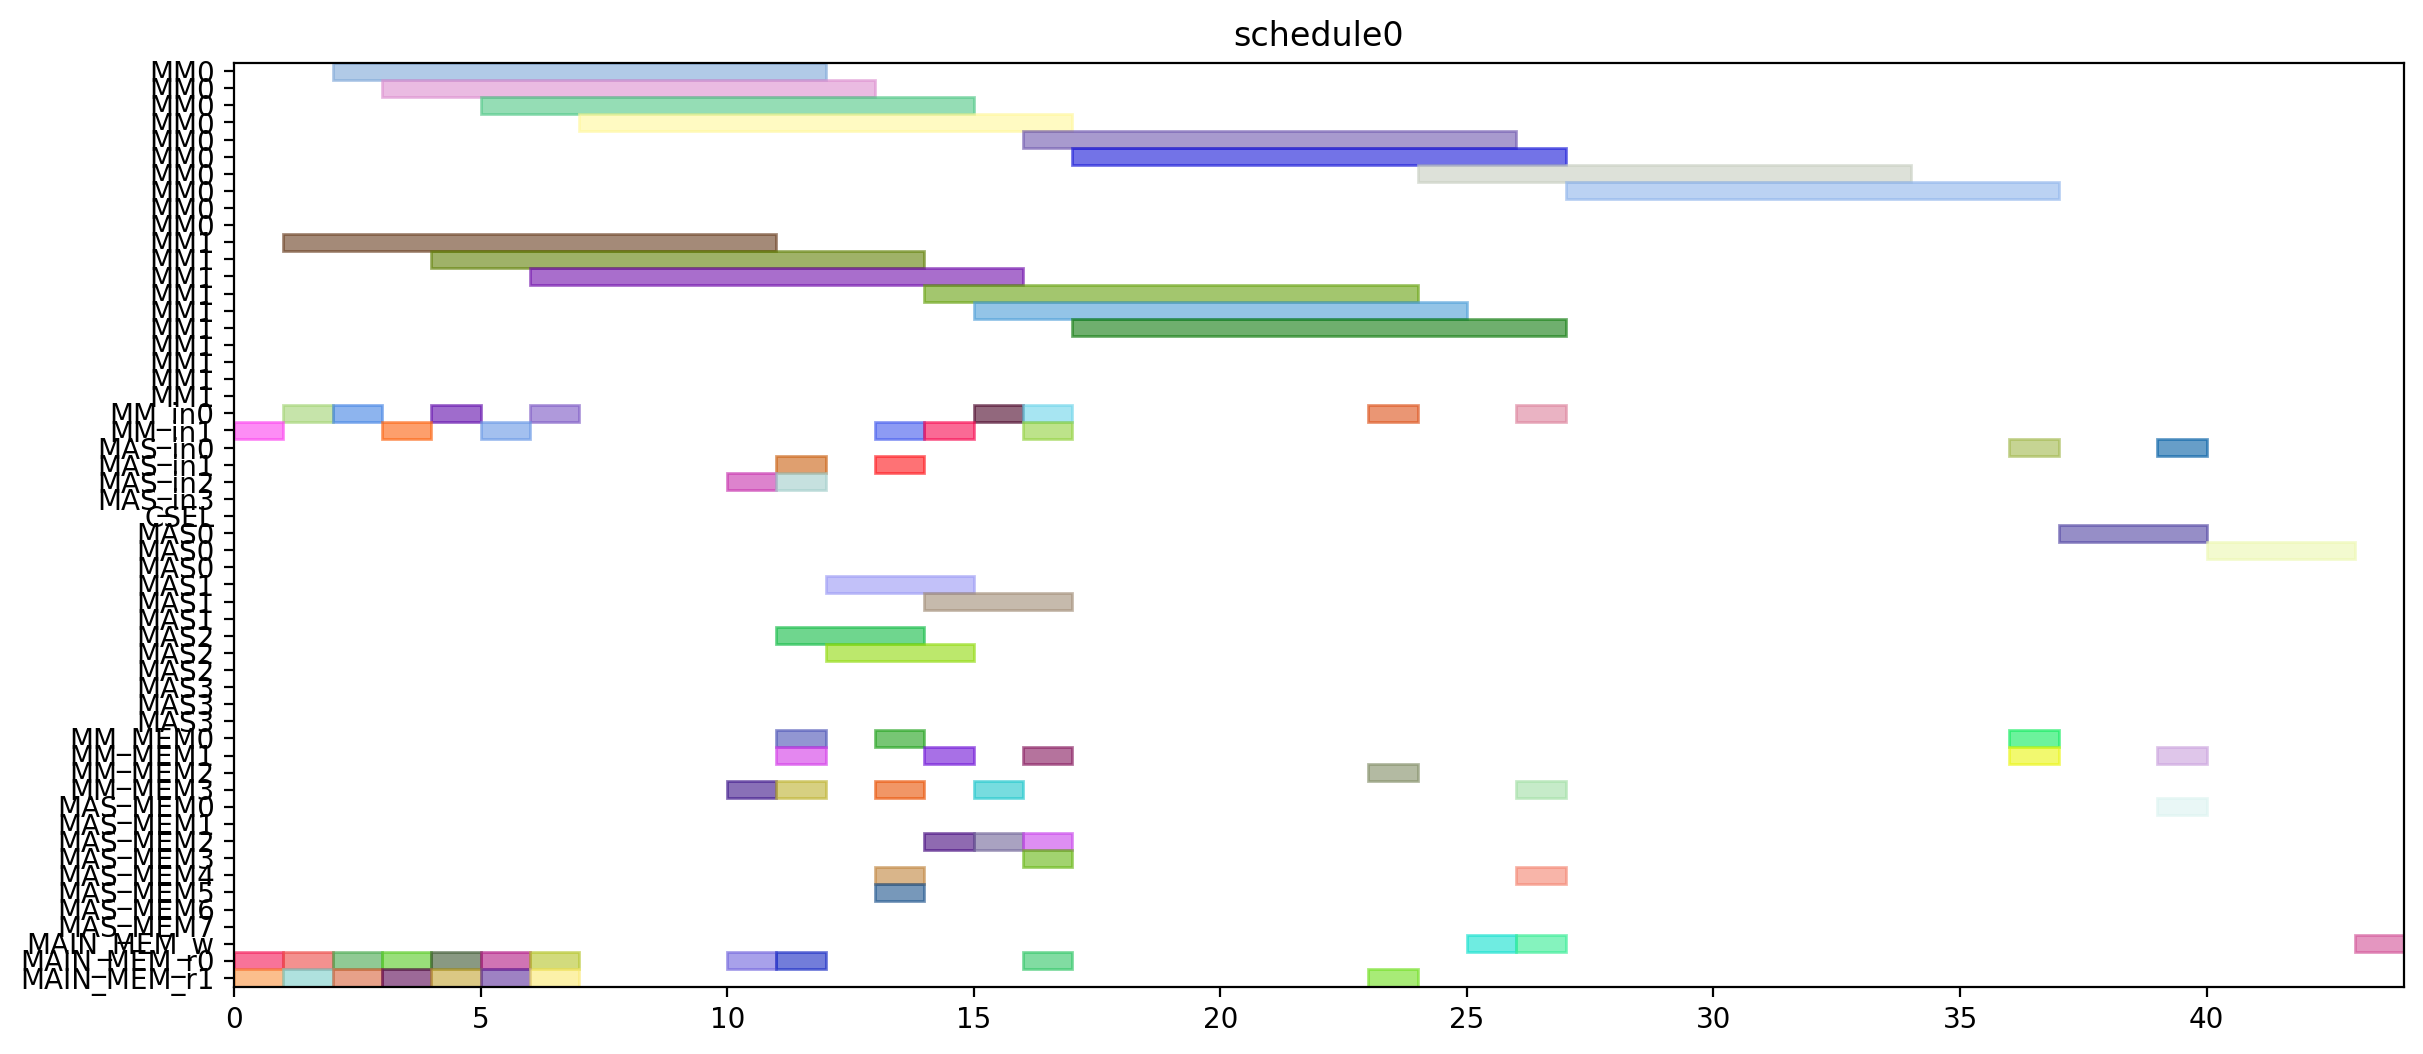 schedule0
MM0
MM0
MM0
MM0
MM0
MM0
MM0
MM0
MM0
MM0
MM1
MM1
MM1
MM1
MM1
MM1
MM1
MM1
MM1
MM1
MM_in0
MM_in1
MAS_in0
MAS_in1
MAS_in2
MAS_in3
CSEL
MAS0
MAS0
MAS0
MAS1
MAS1
MAS1
MAS2
MAS2
MAS2
MAS3
MAS3
MAS3
MM_MEM0
MM_MEM1
MM_MEM2
MM_MEM3
MAS_MEM0
MAS_MEM1
MAS_MEM2
MAS_MEM3
MAS_MEM4
MAS_MEM5
MAS_MEM6
MAS_MEM7
MAIN_MEM_w
MAIN_MEM_r0
MAIN_MEM_r1
0 5 10 15 20 25 30 35 40